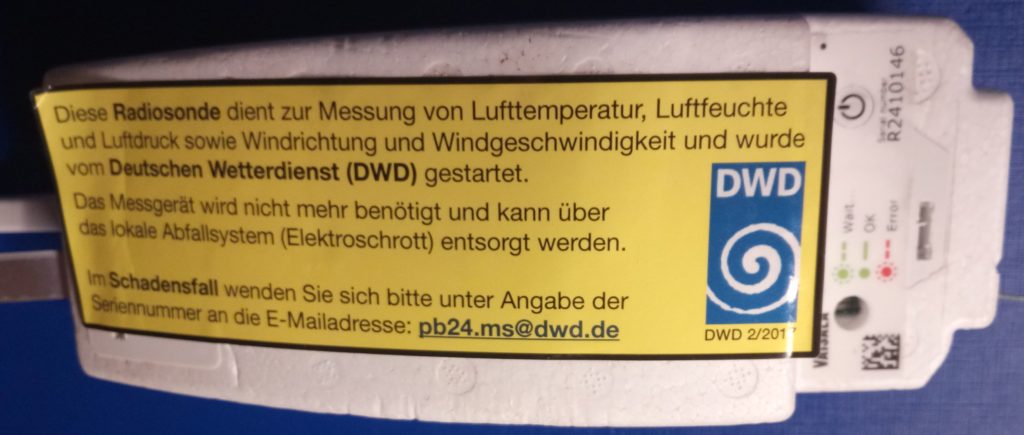 Diese Radiosonde dient zur Messung von Lufttemperatur, Luftfeuchte
und Luftdruck sowie Windrichtung und Windgeschwindigkeit und wurde
vom Deutschen Wetterdienst (DWD) gestartet.
Das Messgerät wird nicht mehr benötigt und kann über
das lokale Abfallsystem (Elektroschrott) entsorgt werden.
Im Schadensfall wenden Sie sich bitte unter Angabe der
Seriennummer an die E-Mailadresse: pb24.ms@dwd.de
DWD
DWD 2/2017
Serial number
R2410146
Wait
OK
Error
VAISALA